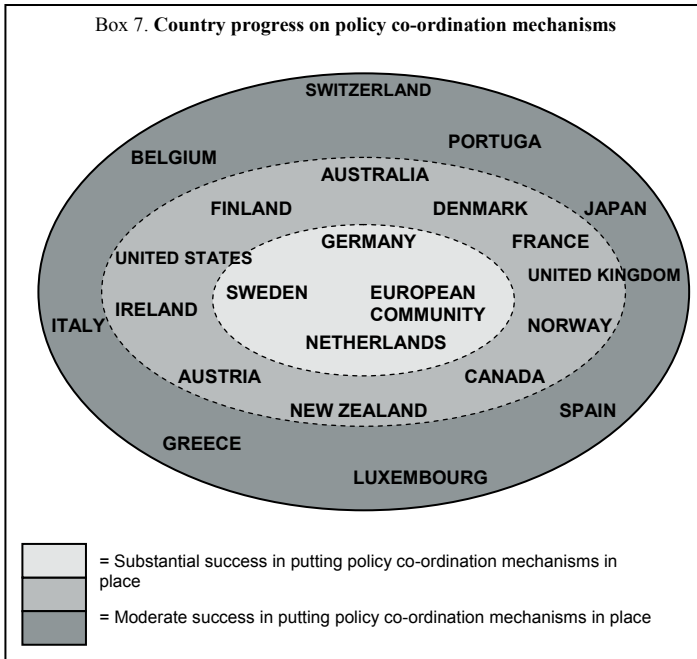 Box 7. Country progress on policy co-ordination mechanisms
SWITZERLAND
PORTUGA
BELGIUM
AUSTRALIA
FINLAND
DENMARK
JAPAN
GERMANY
FRANCE
UNITED STATES
UNITED KINGDOM
SWEDEN
EUROPEAN
COMMUNITY
IRELAND
ITALY
NORWAY
NETHERLANDS
AUSTRIA
CANADA
NEW ZEALAND
SPAIN
GREECE
LUXEMBOURG
= Substantial success in putting policy co-ordination mechanisms in
place
= Moderate success in putting policy co-ordination mechanisms in place